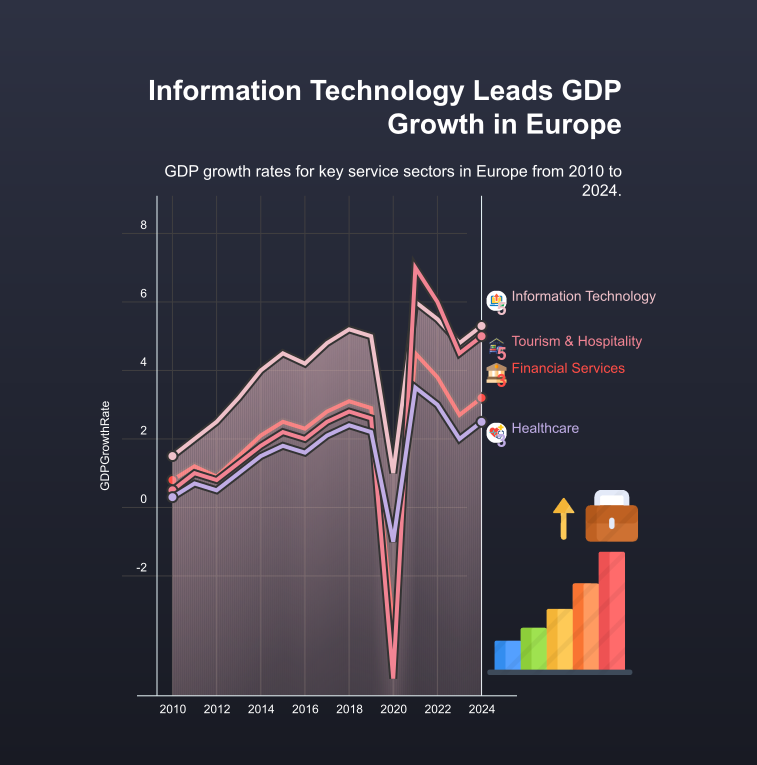 Information Technology Leads GDP
Growth in Europe
GDP growth rates for key service sectors in Europe from 2010 to
2024.
8
6
4
2
0
-2
GDPGrowthRate
2010 2012 2014 2016 2018 2020 2022 2024
Information Technology
Tourism & Hospitality
5
Financial Services
Healthcare